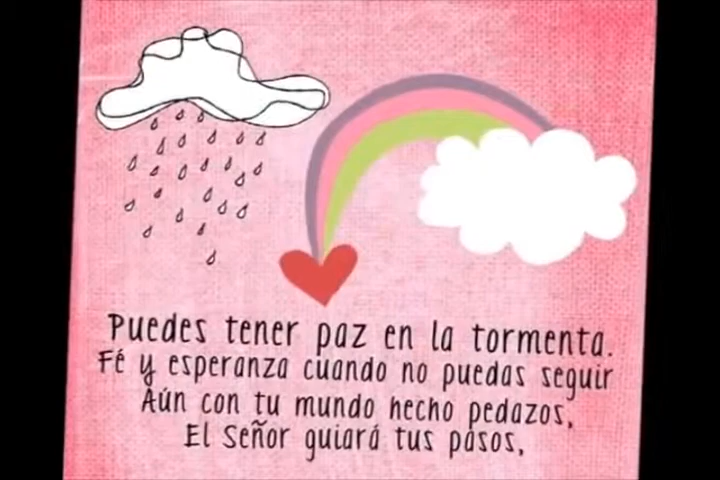 Puedes tener paz en la tormenta.
Fé y esperanza cuando no puedas seguir
Aún con tu mundo hecho pedazos,
El Señor guiará tus pasos,